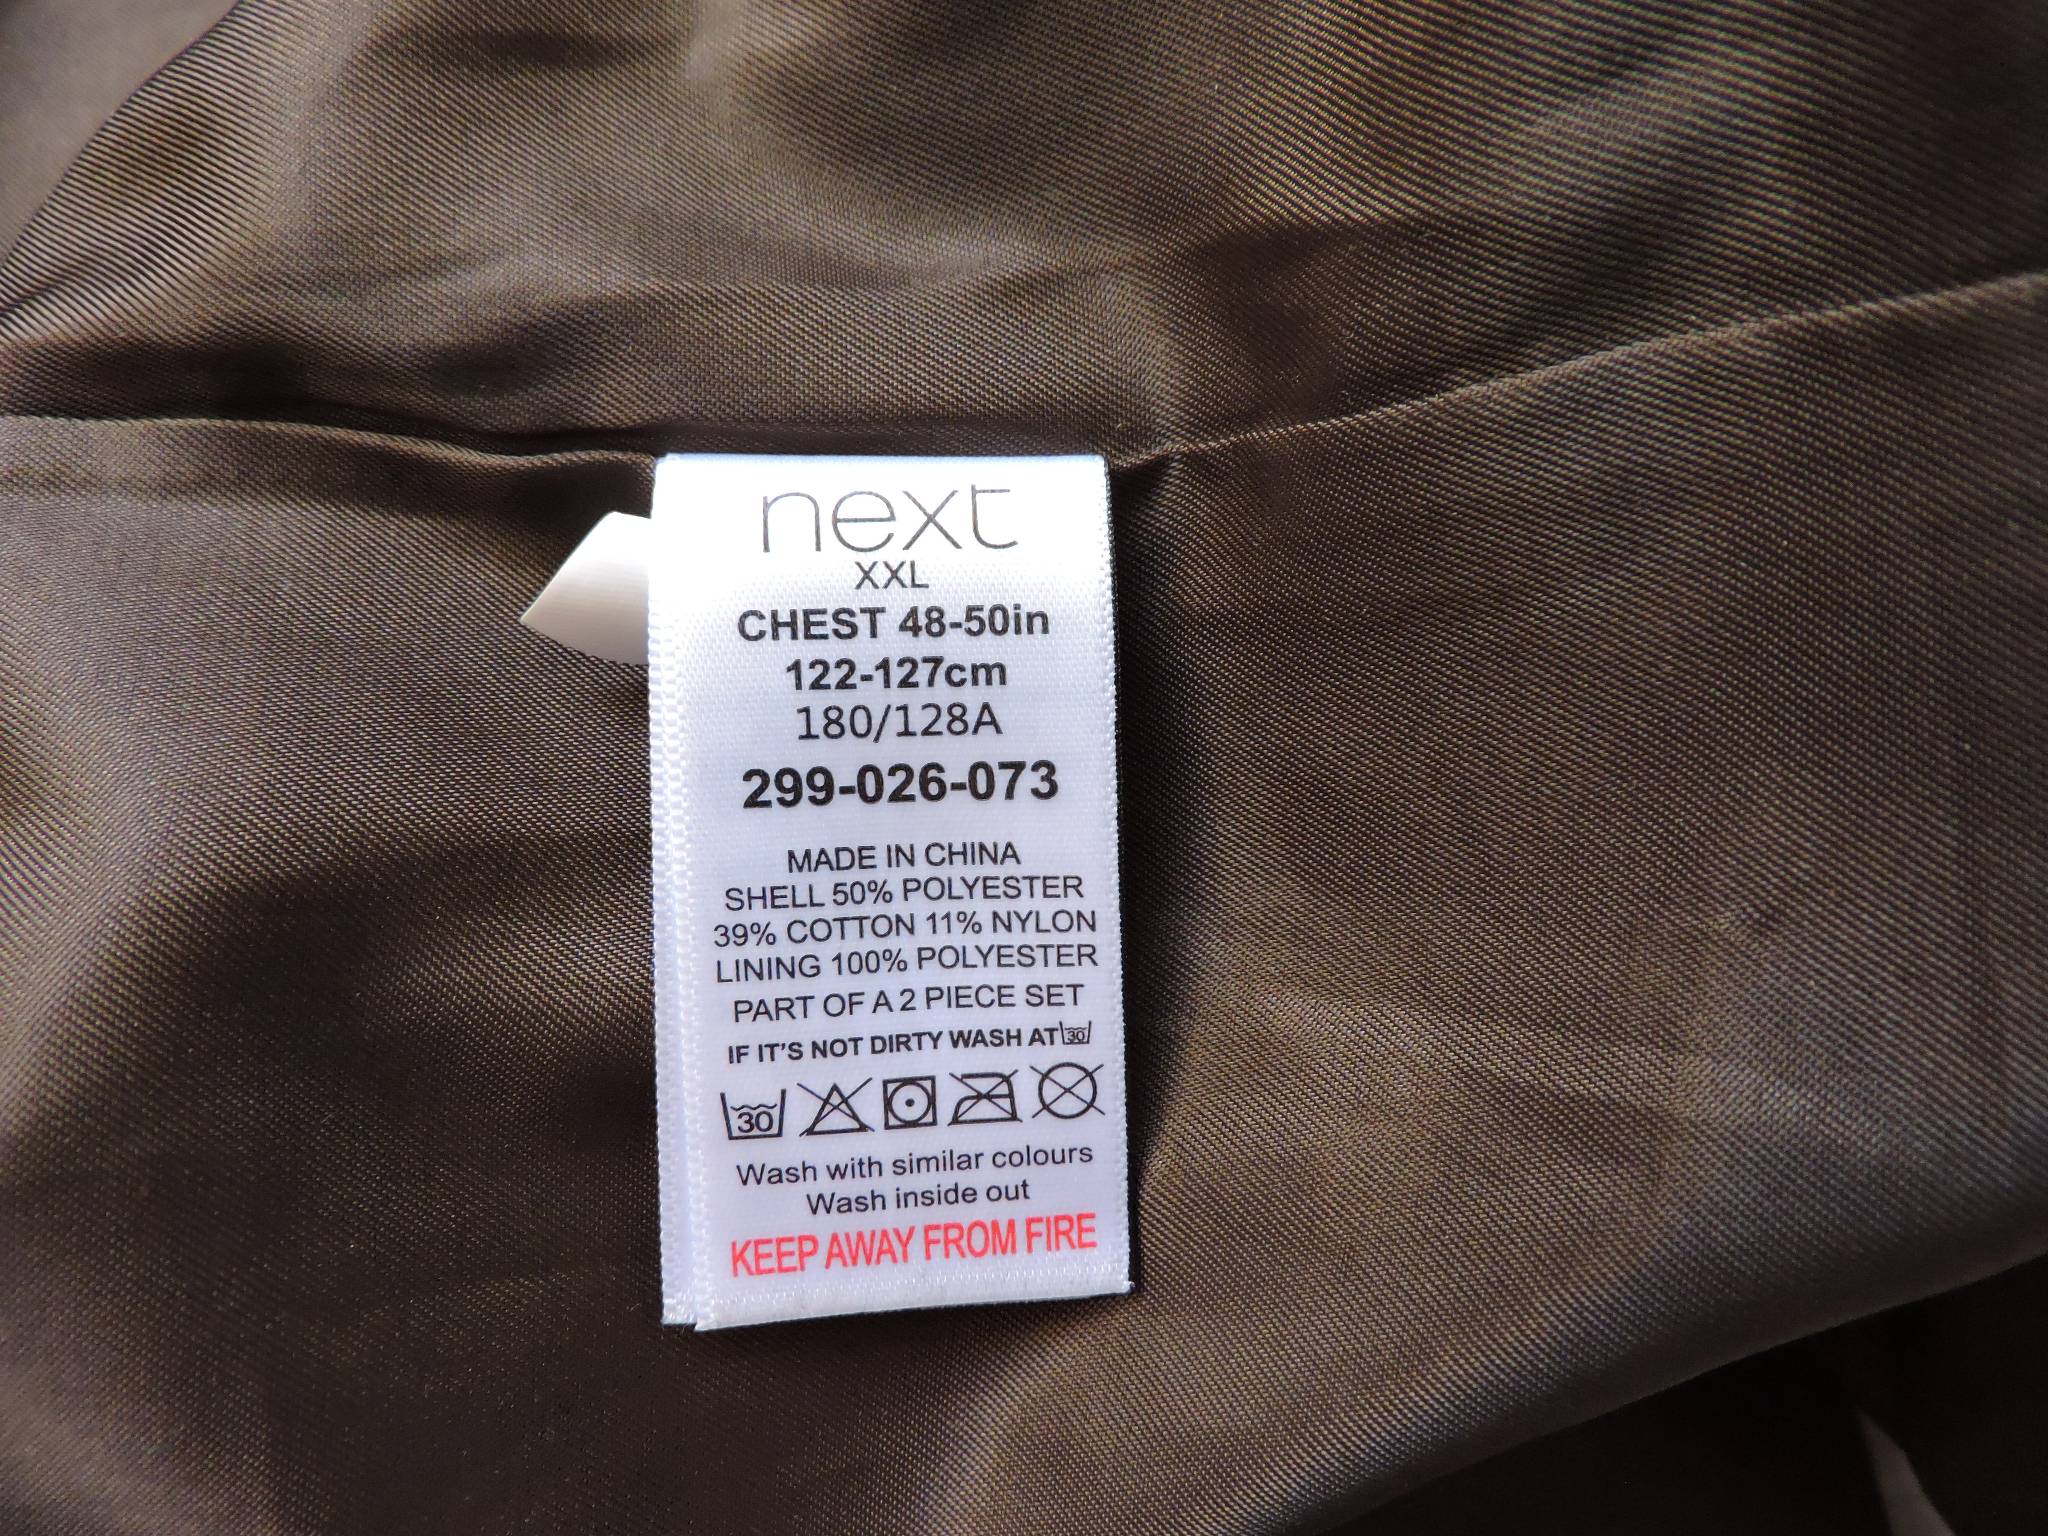 next
XXL
CHEST 48-50in
122-127cm
180/128A
299-026-073
MADE IN CHINA
SHELL 50% POLYESTER
39% COTTON 11% NYLON
LINING 100% POLYESTER
PART OF A 2 PIECE SET
IF IT'S NOT DIRTY WASH AT 30
30
Wash with similar colours
Wash inside out
KEEP AWAY FROM FIRE